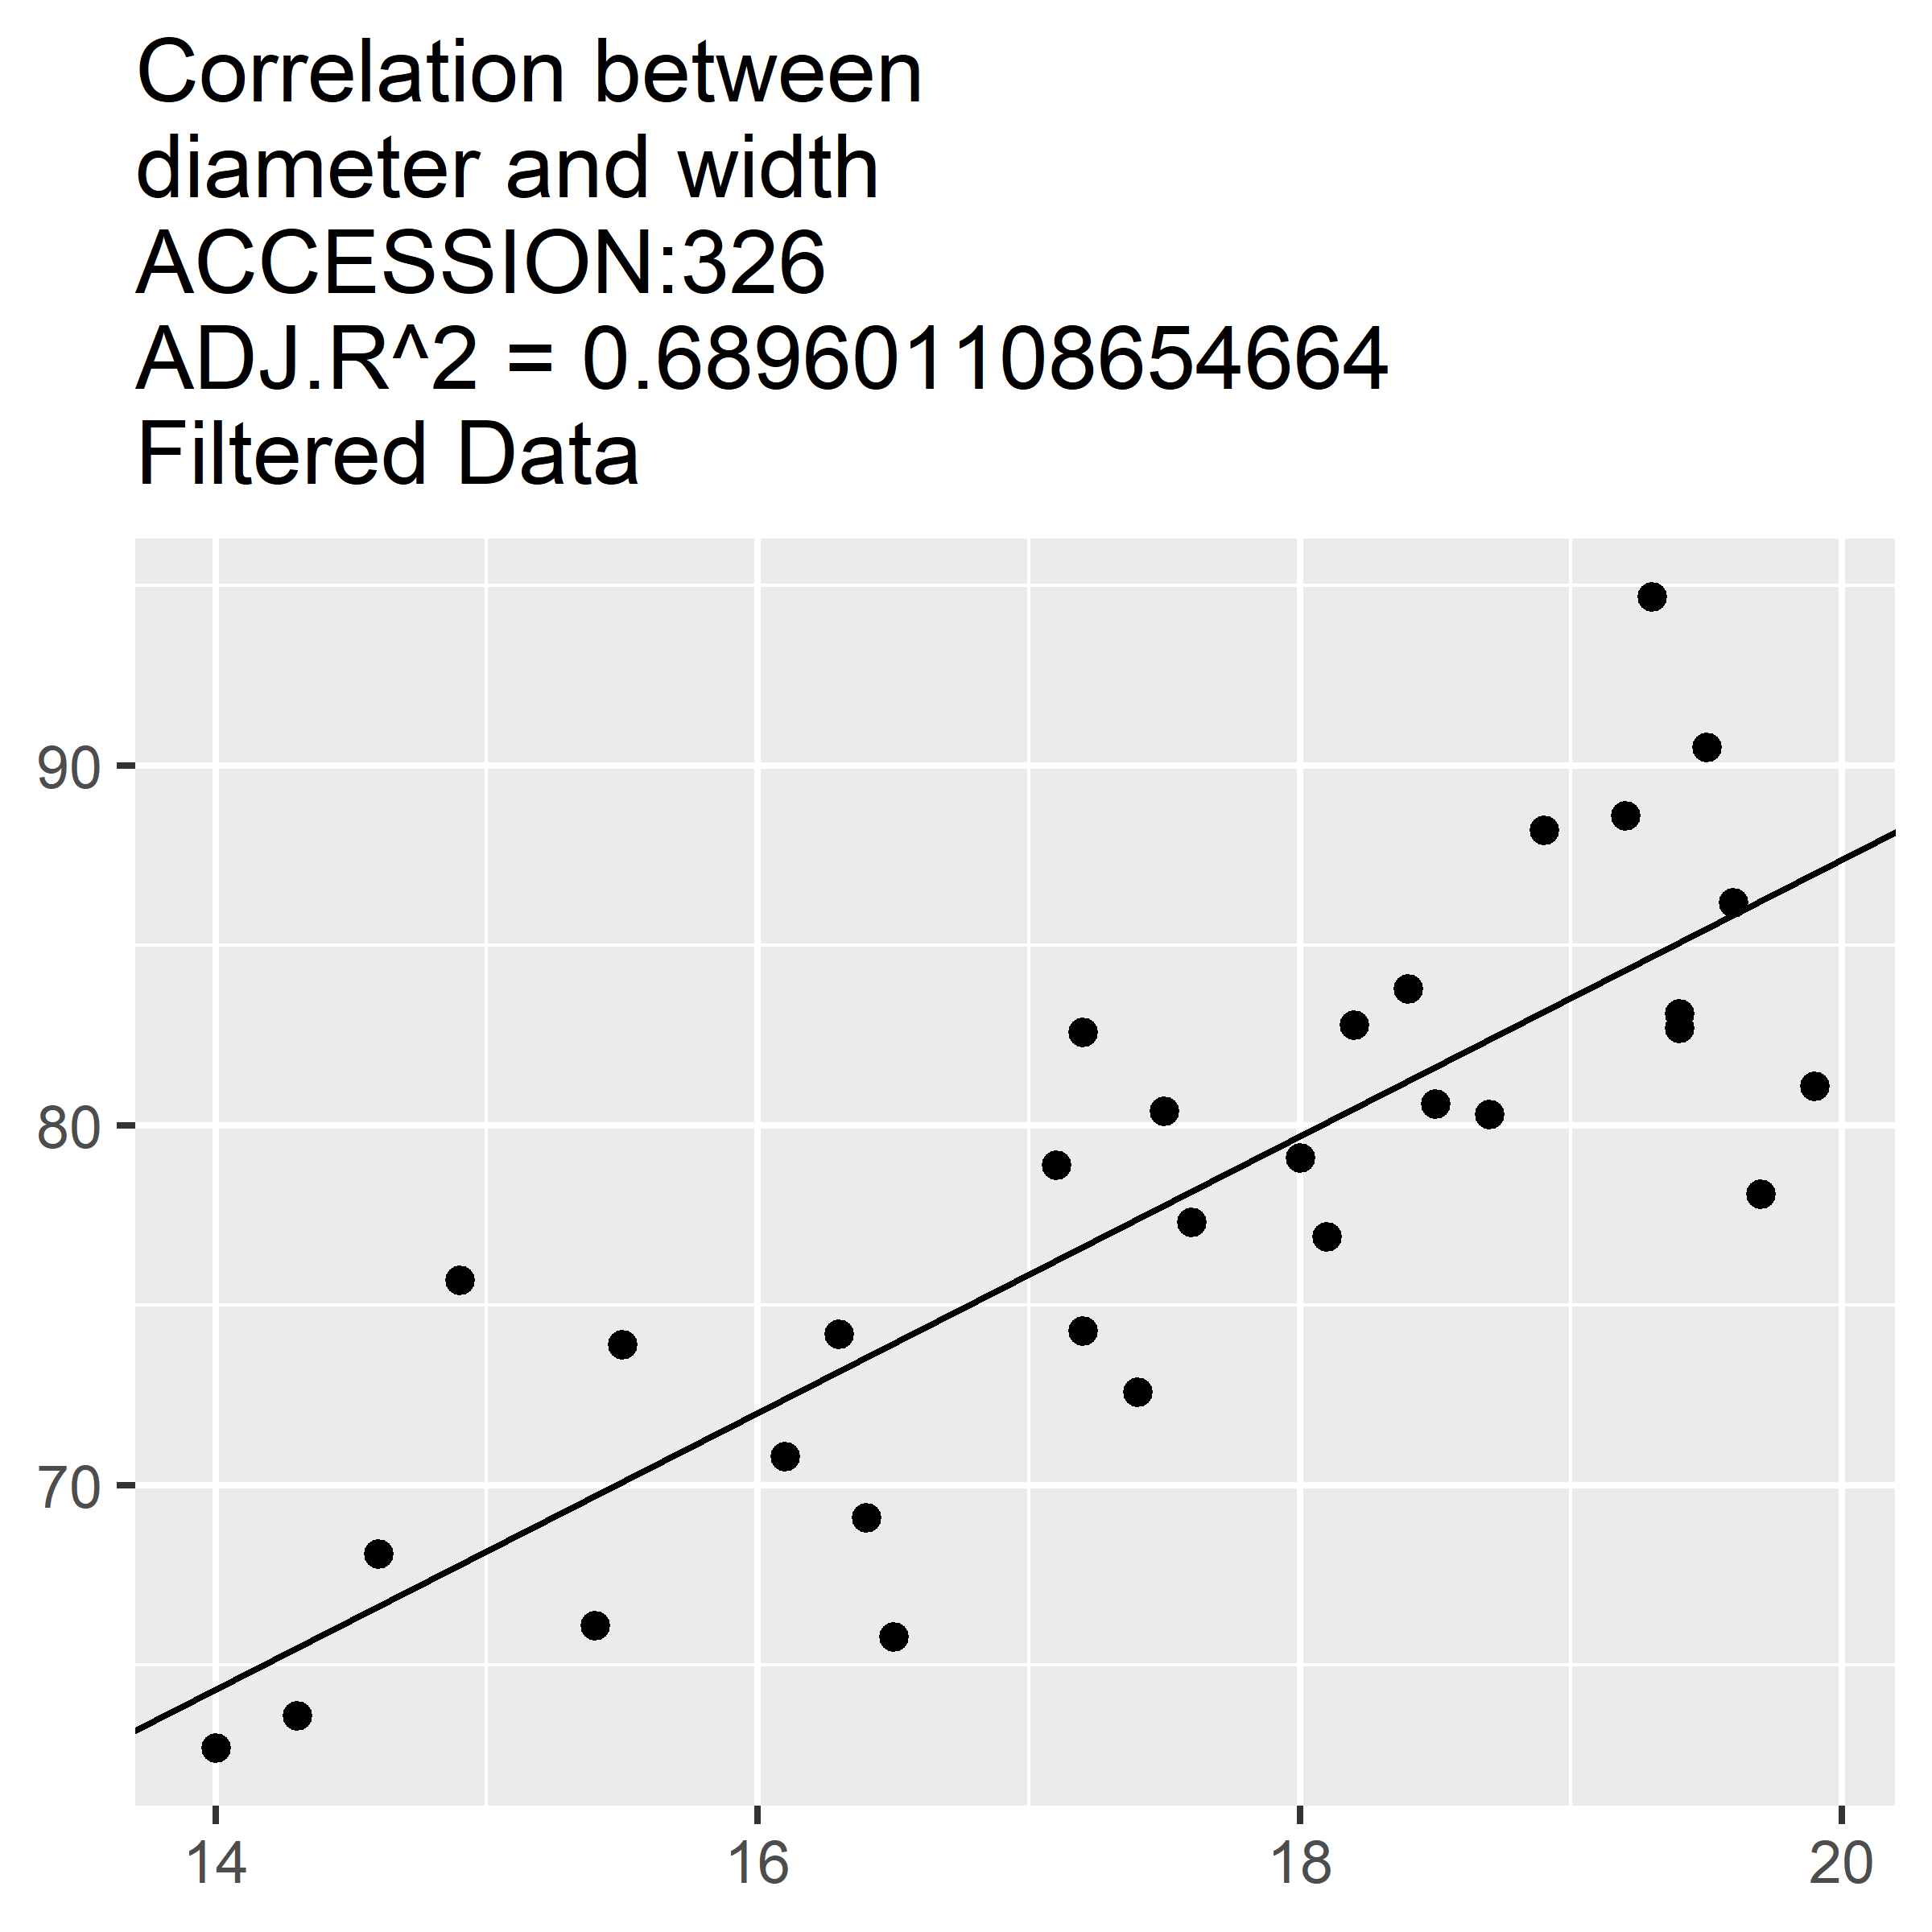 Correlation between
diameter and width
ACCESSION:326
ADJ.R^2 = 0.689601108654664
Filtered Data
90
80
70
14 16 18 20